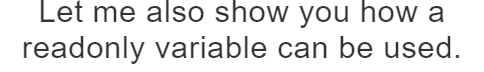 Let me also show you how a
readonly variable can be used.